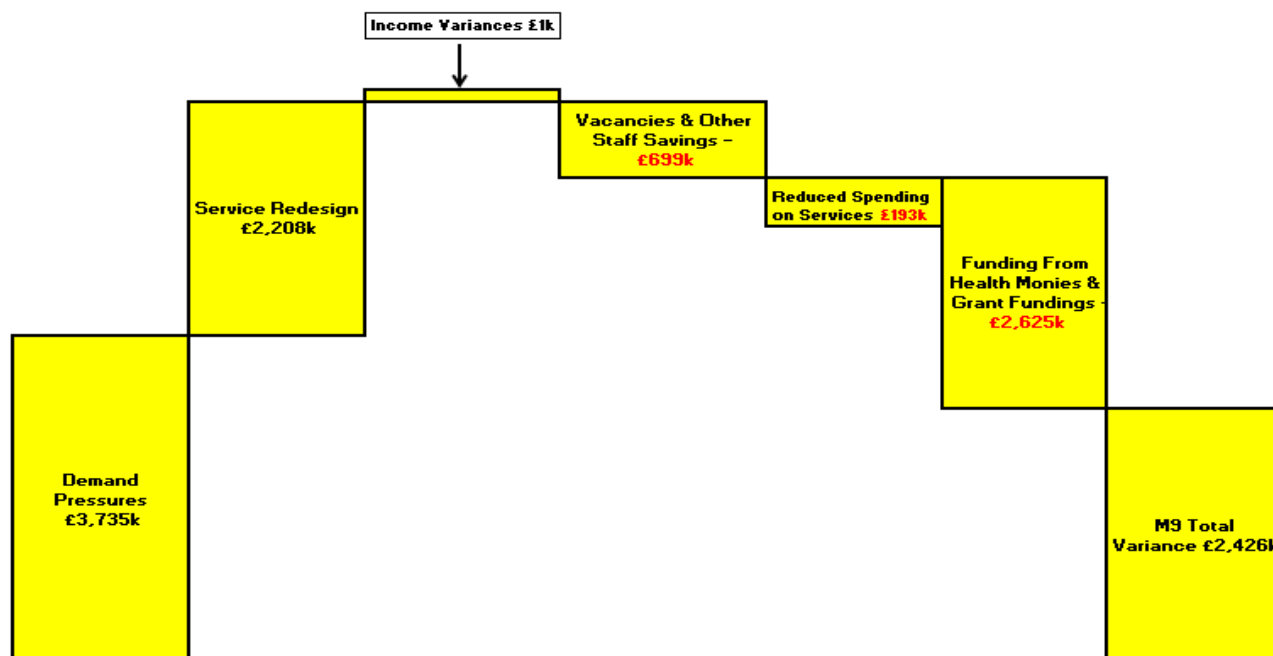 Income Variances £1k
Vacancies & Other
Staff Savings -
£699k
Reduced Spending
on Services £193k
Service Redesign
£2,208k
Funding From
Health Monies &
Grant Fundings -
£2,625k
Demand
Pressures
£3,735k
M9 Total
Variance £2,426k